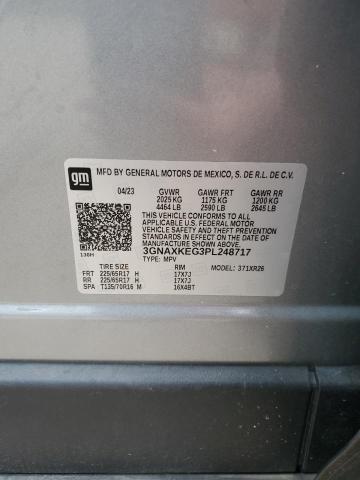 gm
MFD BY GENERAL MOTORS DE MEXICO, S. DE R.L. DE C.V.
04/23 GVWR GAWR FRT GAWR RR
2025 KG 1175 KG 1200 KG
4464 LB 2590 LB 2645 LB
THIS VEHICLE CONFORMS TO ALL
APPLICABLE U.S. FEDERAL MOTOR
VEHICLE SAFETY AND THEFT PREVENTION
STANDARDS IN EFFECT ON THE DATE OF
MANUFACTURE SHOWN ABOVE.
3GNAXKEG3PL248717
138H TYPE: MPV
TIRE SIZE RIM 371XR26
FRT 225/65R17 H 17X7J
RR 225/65R17 H 17X7J
SPA T135/70R16 M 16X4BT